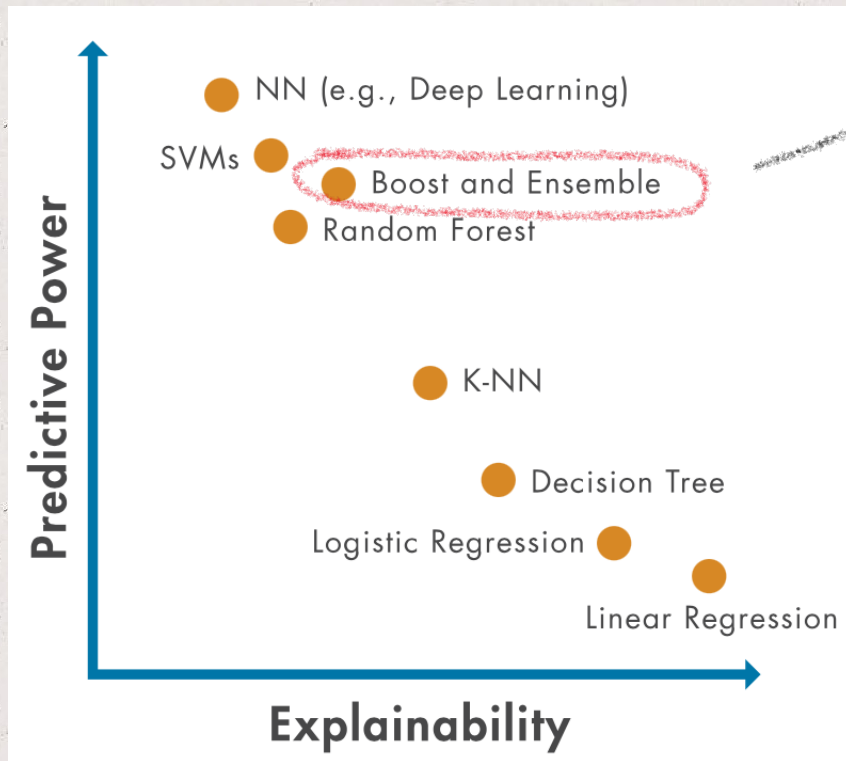 NN (e.g., Deep Learning)
SVMs
Boost and Ensemble
Random Forest
K-NN
Decision Tree
Logistic Regression
Linear Regression
Predictive Power
Explainability